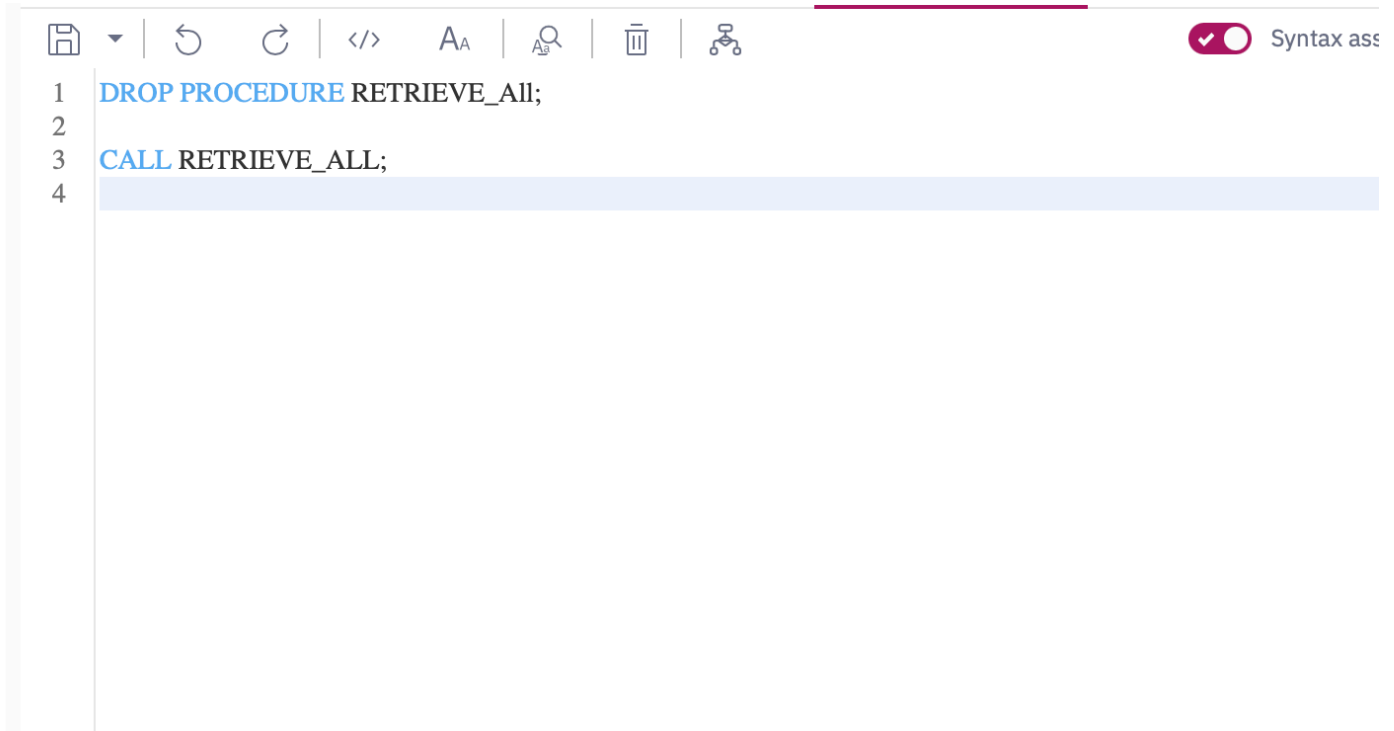 Syntax ass
1 DROP PROCEDURE RETRIEVE_All;
2
3 CALL RETRIEVE_ALL;
4